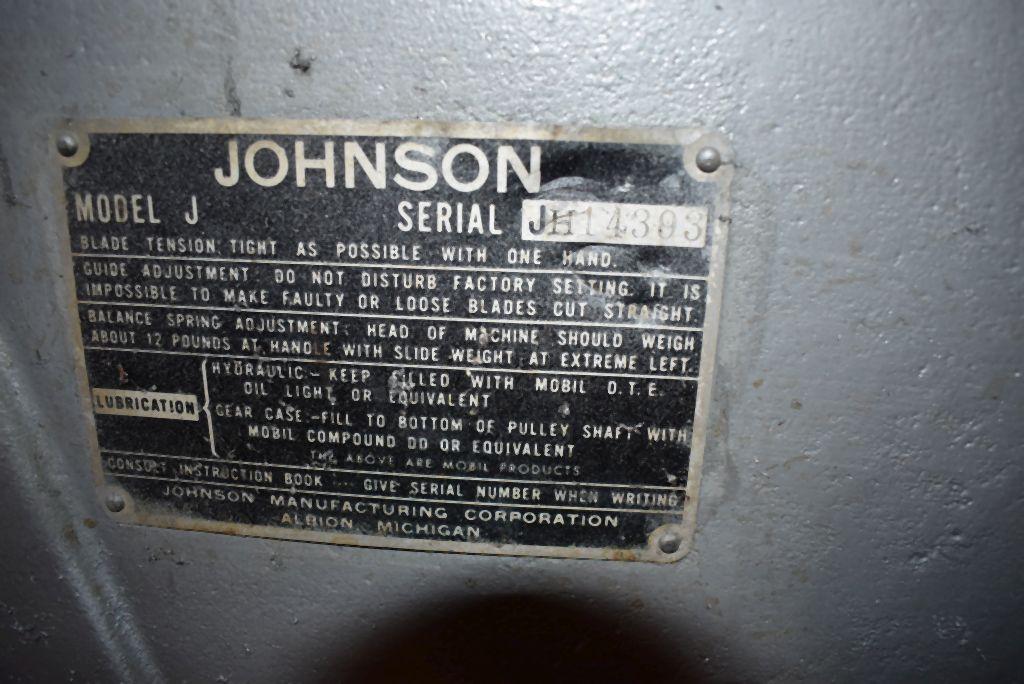 JOHNSON
MODEL J SERIAL JH14393
BLADE TENSION TIGHT AS POSSIBLE WITH ONE HAND.
GUIDE ADJUSTMENT DO NOT DISTURB FACTORY SETTING. IT IS
IMPOSSIBLE TO MAKE FAULTY OR LOOSE BLADES CUT STRAIGHT
BALANCE SPRING ADJUSTMENT: HEAD OF MACHINE SHOULD WEIGH
ABOUT 12 POUNDS AT HANDLE WITH SLIDE WEIGHT AT EXTREME LEFT.
LUBRICATION
HYDRAULIC.- KEEP FILLED WITH MOBIL D.T.E.
OIL LIGHT OR EQUIVALENT
GEAR CASE.-FILL TO BOTTOM OF PULLEY SHAFT WITH
MOBIL COMPOUND DD OR EQUIVALENT
THE ABOVE ARE MOBIL PRODUCTS
CONSULT INSTRUCTION BOOK ... GIVE SERIAL NUMBER WHEN WRITING
JOHNSON MANUFACTURING CORPORATION
ALBION MICHIGAN